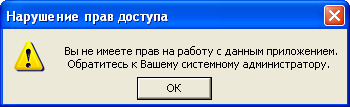 Нарушение прав доступа
Вы не имеете прав на работу с данным приложением.
Обратитесь к Вашему системному администратору.
OK